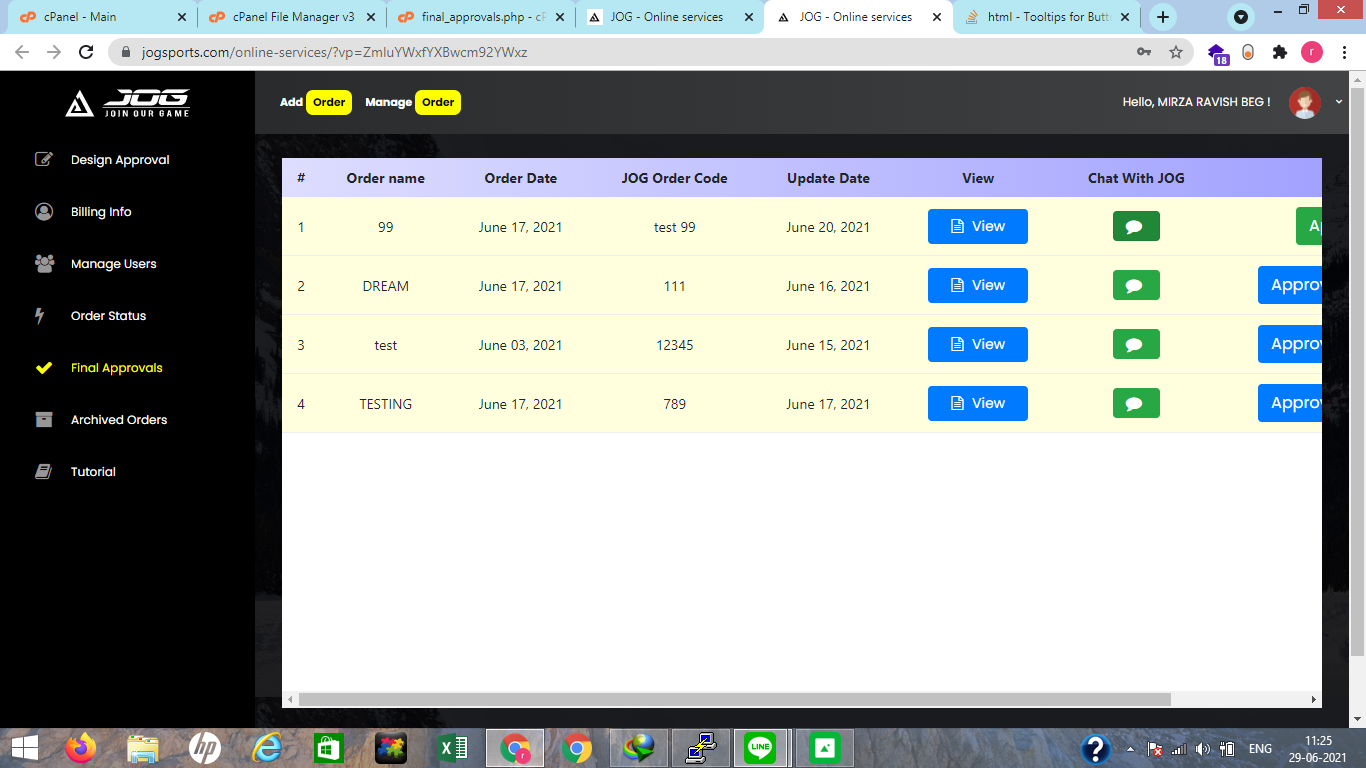 cPanel - Main
cPanel File Manager v3
final_approvals.php - cP
JOG - Online services
JOG - Online services
html - Tooltips for Butt
jogsports.com/online-services/?vp=ZmluYWxfYXBwcm92YWxz
18
r
JOG
JOIN OUR GAME
Add Order Manage Order
Hello, MIRZA RAVISH BEG !
Design Approval
Billing Info
Manage Users
Order Status
Final Approvals
Archived Orders
Tutorial
# Order name Order Date JOG Order Code Update Date View Chat With JOG
1 99 June 17, 2021 test 99 June 20, 2021 View Ap
2 DREAM June 17, 2021 111 June 16, 2021 View Approv
3 test June 03, 2021 12345 June 15, 2021 View Approv
4 TESTING June 17, 2021 789 June 17, 2021 View Approv
hp
LINE
ENG
11:25
29-06-2021